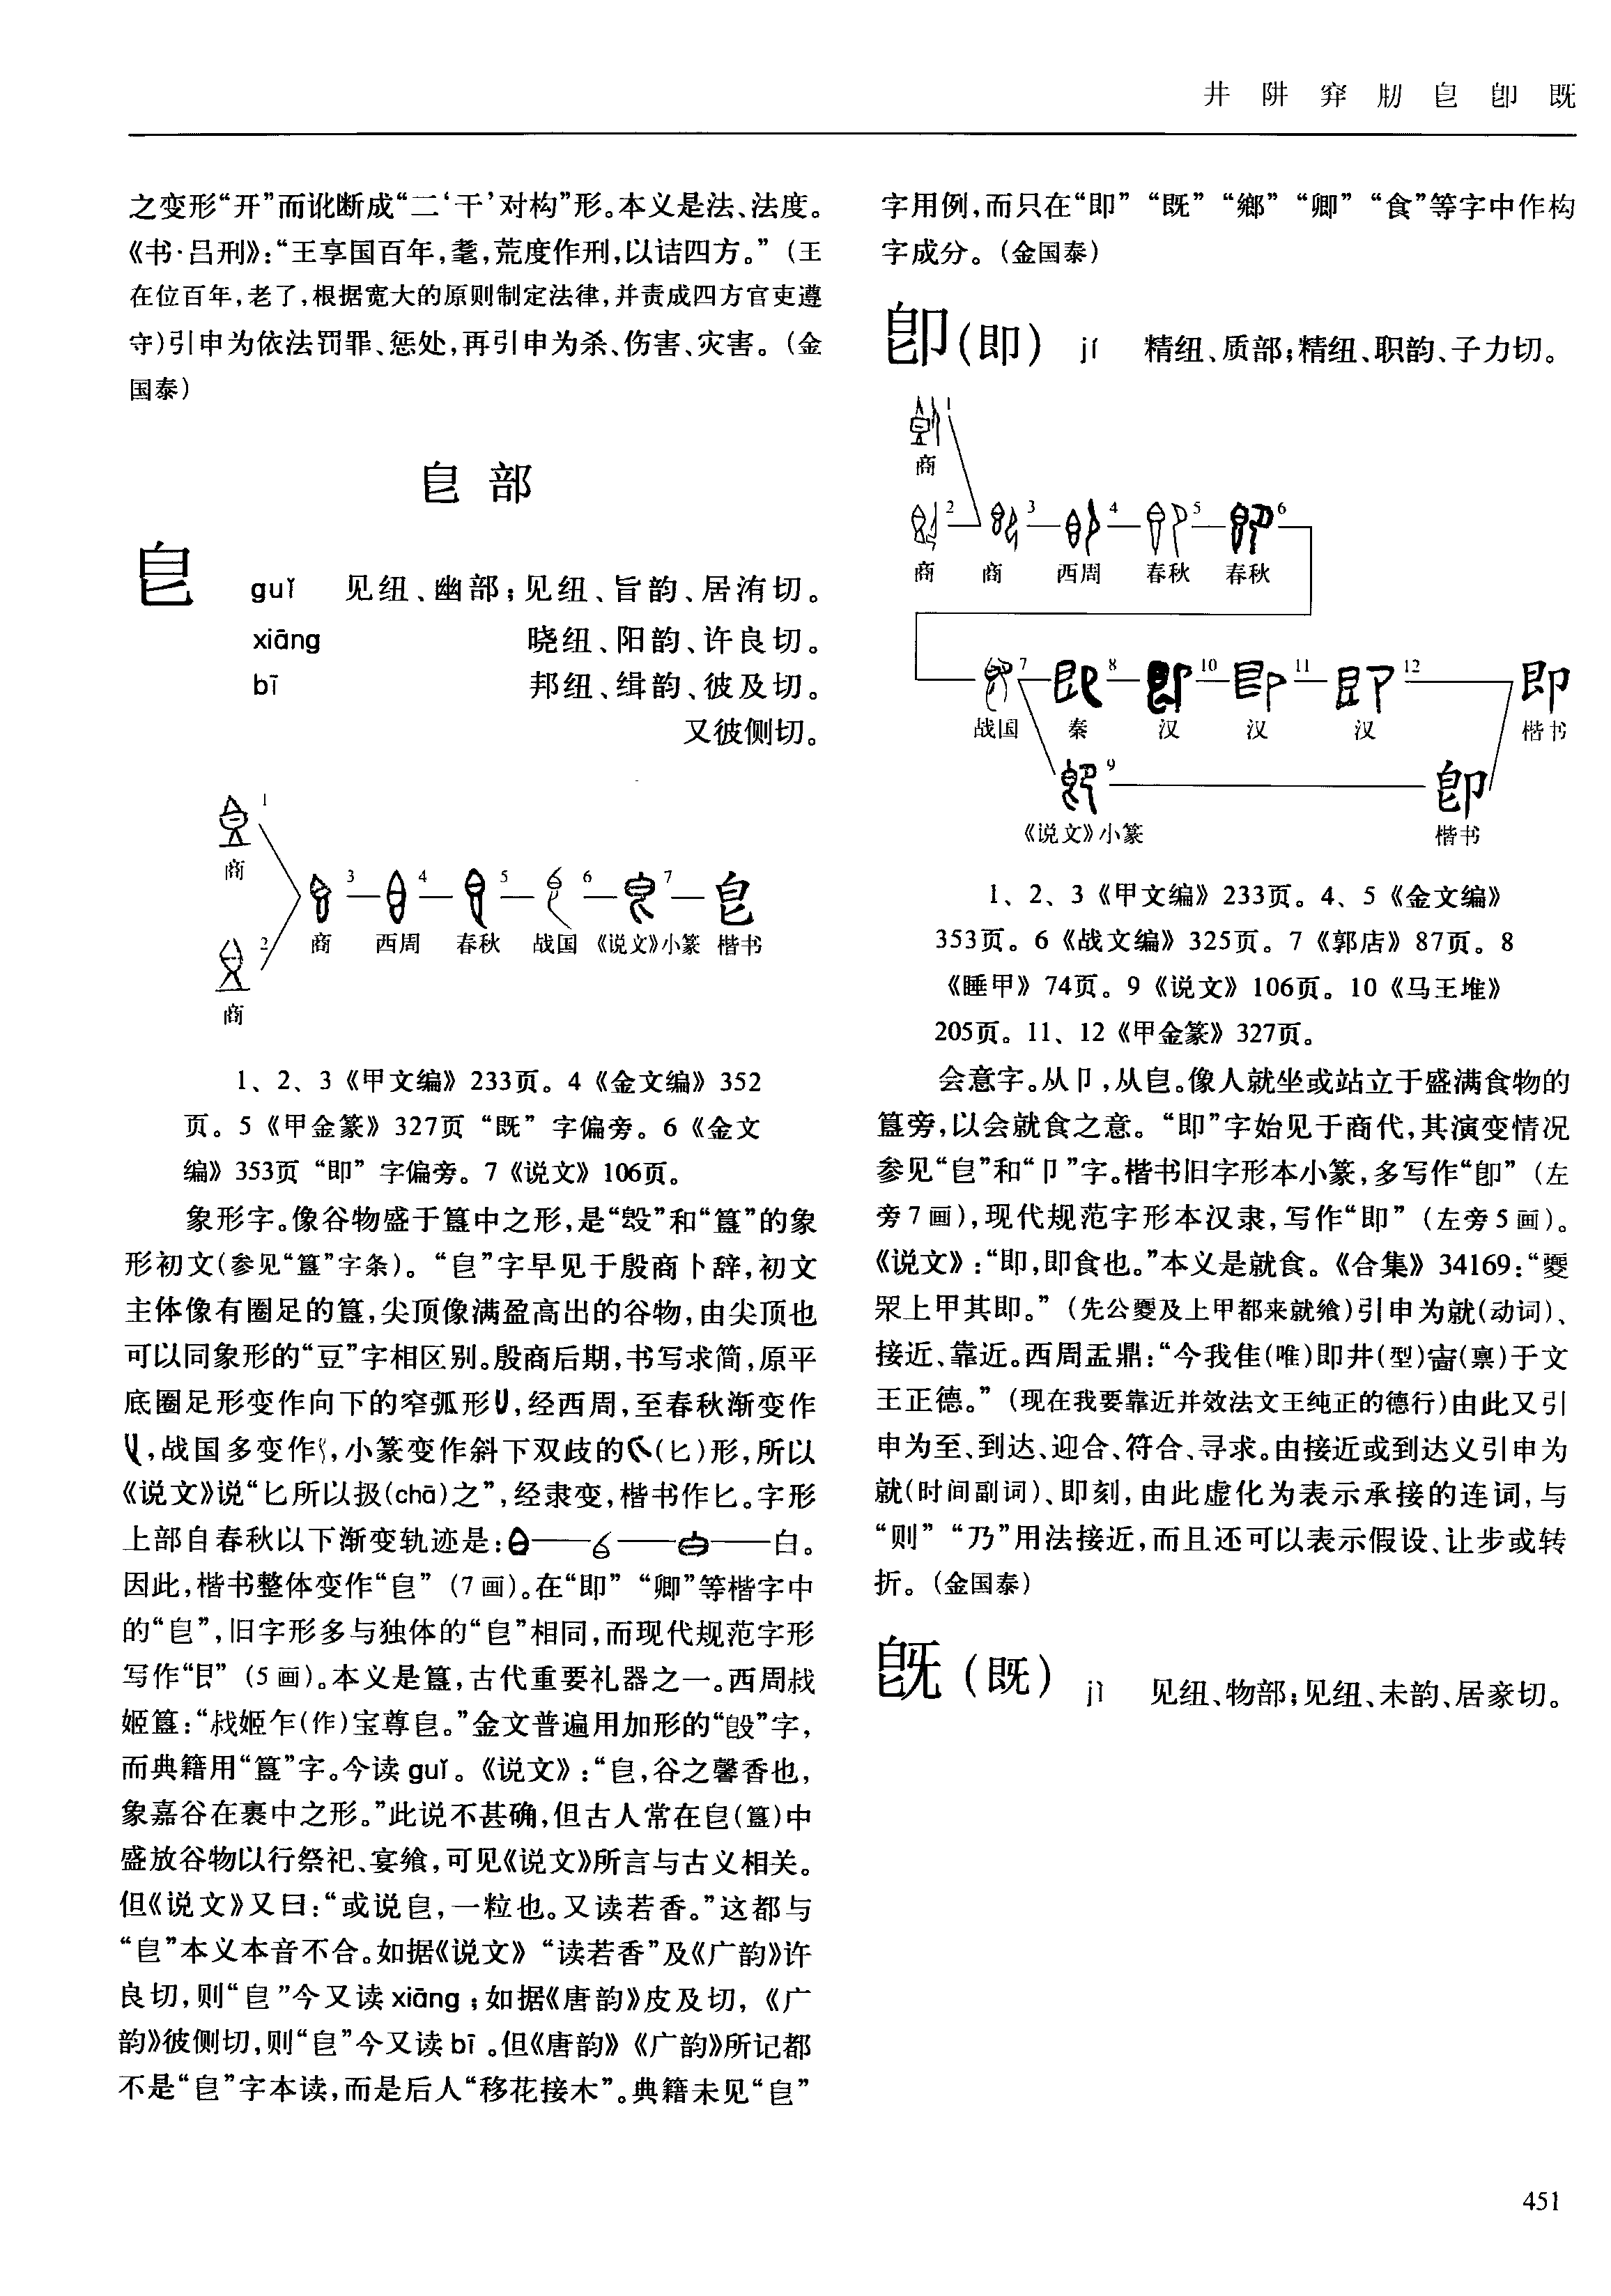 井 阱 穽 刱 皀 卽 既
之变形“开”而讹断成“二‘干’对构”形。本义是法、法度。
《书·吕刑》：“王享国百年，耄，荒度作刑，以诘四方。”（王
在位百年，老了，根据宽大的原则制定法律，并责成四方官吏遵
守）引申为依法罚罪、惩处，再引申为杀、伤害、灾害。（金
国泰）
皀 部
皀 guǐ 见纽、幽部；见纽、旨韵、居洧切。
xiāng 晓纽、阳韵、许良切。
bī 邦纽、缉韵、彼及切。
又彼侧切。
1
商
2
商
3 4 5 6 7 皀
商 西周 春秋 战国 《说文》小篆 楷书
1、2、3《甲文编》233页。4《金文编》352
页。5《甲金篆》327页“既”字偏旁。6《金文
编》353页“即”字偏旁。7《说文》106页。
象形字。像谷物盛于簋中之形，是“𣪘”和“簋”的象
形初文（参见“簋”字条）。“皀”字早见于殷商卜辞，初文
主体像有圈足的簋，尖顶像满盈高出的谷物，由尖顶也
可以同象形的“豆”字相区别。殷商后期，书写求简，原平
底圈足形变作向下的窄弧形，经西周，至春秋渐变作
，战国多变作，小篆变作斜下双歧的（匕）形，所以
《说文》说“匕所以扱(chā)之”，经隶变，楷书作匕。字形
上部自春秋以下渐变轨迹是：——————白。
因此，楷书整体变作“皀”（7画）。在“即”“卿”等楷字中
的“皀”，旧字形多与独体的“皀”相同，而现代规范字形
写作“𠃜”（5画）。本义是簋，古代重要礼器之一。西周叔
姬簋：“叔姬乍（作）宝尊皀。”金文普遍用加形的“𣪘”字，
而典籍用“簋”字。今读guǐ。《说文》：“皀，谷之馨香也，
象嘉谷在裹中之形。”此说不甚确，但古人常在皀（簋）中
盛放谷物以行祭祀、宴飨，可见《说文》所言与古义相关。
但《说文》又曰：“或说皀，一粒也。又读若香。”这都与
“皀”本义本音不合。如据《说文》“读若香”及《广韵》许
良切，则“皀”今又读xiāng；如据《唐韵》皮及切，《广
韵》彼侧切，则“皀”今又读bī。但《唐韵》《广韵》所记都
不是“皀”字本读，而是后人“移花接木”。典籍未见“皀”
字用例，而只在“即”“既”“鄉”“卿”“食”等字中作构
字成分。（金国泰）
卽（即） jí 精纽、质部；精纽、职韵、子力切。
1
商
2 3 4 5 6
商 商 西周 春秋 春秋
7 8 10 11 12 即
战国 秦 汉 汉 汉 楷书
9 卽
《说文》小篆 楷书
1、2、3《甲文编》233页。4、5《金文编》
353页。6《战文编》325页。7《郭店》87页。8
《睡甲》74页。9《说文》106页。10《马王堆》
205页。11、12《甲金篆》327页。
会意字。从卩，从皀。像人就坐或站立于盛满食物的
簋旁，以会就食之意。“即”字始见于商代，其演变情况
参见“皀”和“卩”字。楷书旧字形本小篆，多写作“卽”（左
旁7画），现代规范字形本汉隶，写作“即”（左旁5画）。
《说文》：“即，即食也。”本义是就食。《合集》34169：“夒
眔上甲其即。”（先公夒及上甲都来就飨）引申为就（动词）、
接近、靠近。西周盂鼎：“今我隹（唯）即井（型）㐭（禀）于文
王正德。”（现在我要靠近并效法文王纯正的德行）由此又引
申为至、到达、迎合、符合、寻求。由接近或到达义引申为
就（时间副词）、即刻，由此虚化为表示承接的连词，与
“则”“乃”用法接近，而且还可以表示假设、让步或转
折。（金国泰）
旣（既） jì 见纽、物部；见纽、未韵、居豙切。
451